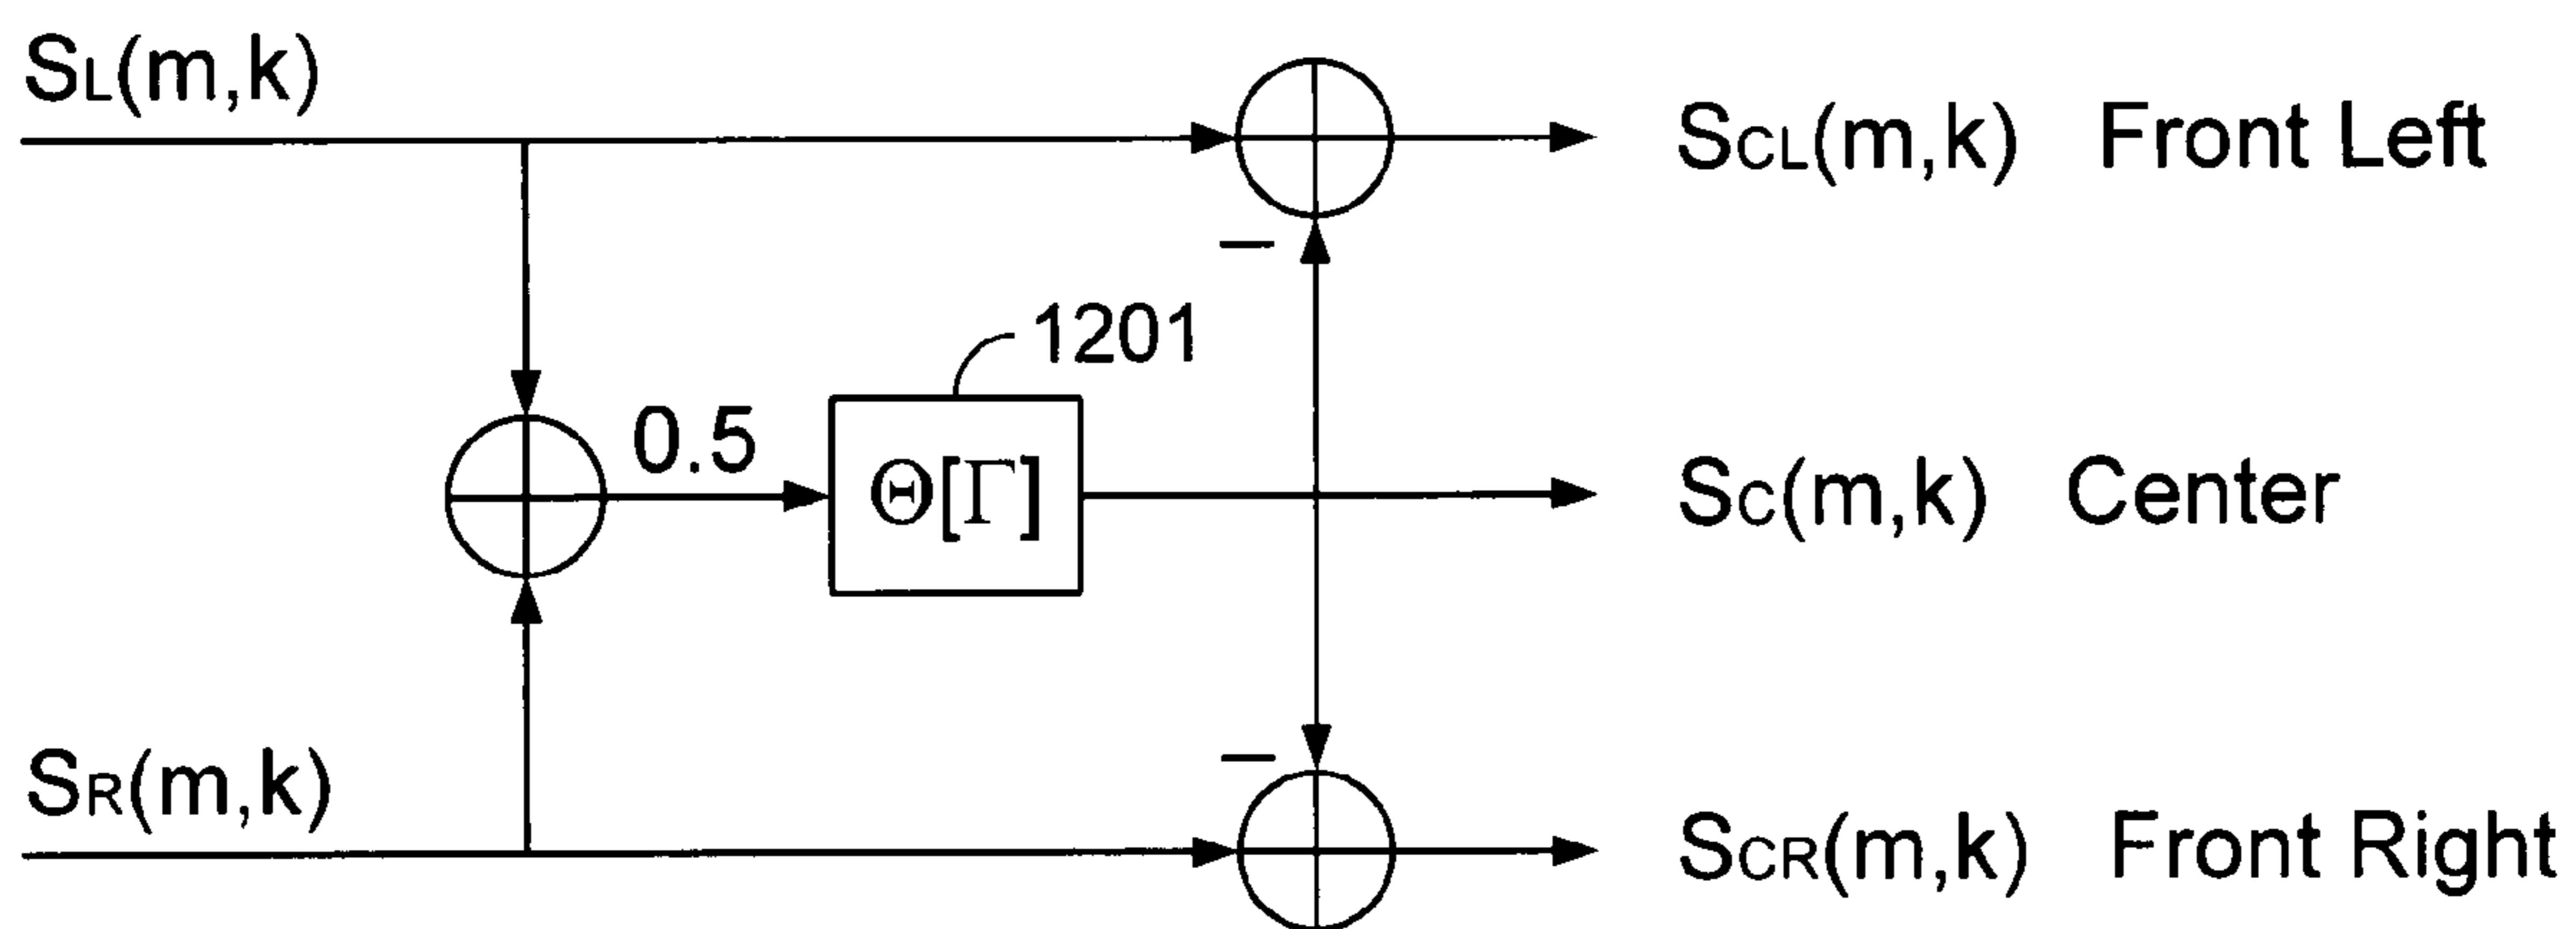 SL(m,k)
SCL(m,k) Front Left
1201
0.5
Θ[Γ]
SC(m,k) Center
SR(m,k)
SCR(m,k) Front Right
−
−